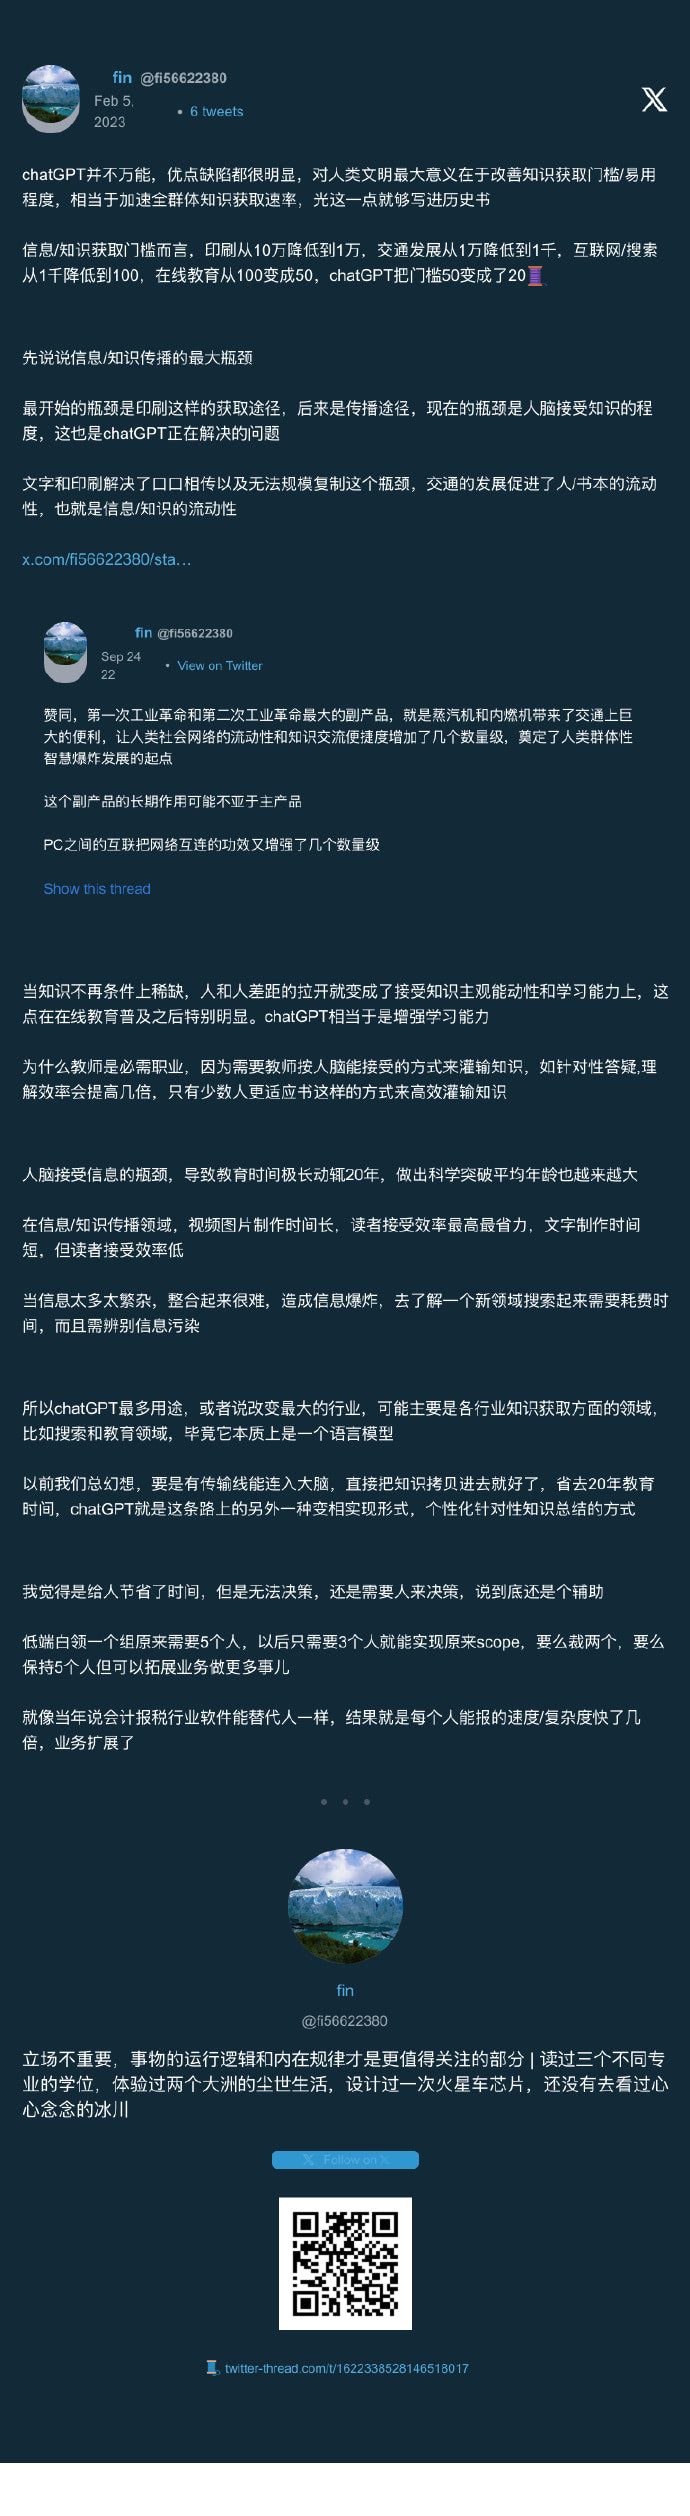 fin @fi56622380
Feb 5,
2023
• 6 tweets
chatGPT并不万能，优点缺陷都很明显，对人类文明最大意义在于改善知识获取门槛/易用
程度，相当于加速全群体知识获取速率，光这一点就够写进历史书
信息/知识获取门槛而言，印刷从10万降低到1万，交通发展从1万降低到1千，互联网/搜索
从1千降低到100，在线教育从100变成50，chatGPT把门槛50变成了20🧵
先说说信息/知识传播的最大瓶颈
最开始的瓶颈是印刷这样的获取途径，后来是传播途径，现在的瓶颈是人脑接受知识的程
度，这也是chatGPT正在解决的问题
文字和印刷解决了口口相传以及无法规模复制这个瓶颈，交通的发展促进了人/书本的流动
性，也就是信息/知识的流动性
x.com/fi56622380/sta…
fin @fi56622380
Sep 24
22
• View on Twitter
赞同，第一次工业革命和第二次工业革命最大的副产品，就是蒸汽机和内燃机带来了交通上巨
大的便利，让人类社会网络的流动性和知识交流便捷度增加了几个数量级，奠定了人类群体性
智慧爆炸发展的起点
这个副产品的长期作用可能不亚于主产品
PC之间的互联把网络互连的功效又增强了几个数量级
Show this thread
当知识不再条件上稀缺，人和人差距的拉开就变成了接受知识主观能动性和学习能力上，这
点在在线教育普及之后特别明显。chatGPT相当于是增强学习能力
为什么教师是必需职业，因为需要教师按人脑能接受的方式来灌输知识，如针对性答疑,理
解效率会提高几倍，只有少数人更适应书这样的方式来高效灌输知识
人脑接受信息的瓶颈，导致教育时间极长动辄20年，做出科学突破平均年龄也越来越大
在信息/知识传播领域，视频图片制作时间长，读者接受效率最高最省力，文字制作时间
短，但读者接受效率低
当信息太多太繁杂，整合起来很难，造成信息爆炸，去了解一个新领域搜索起来需要耗费时
间，而且需辨别信息污染
所以chatGPT最多用途，或者说改变最大的行业，可能主要是各行业知识获取方面的领域，
比如搜索和教育领域，毕竟它本质上是一个语言模型
以前我们总幻想，要是有传输线能连入大脑，直接把知识拷贝进去就好了，省去20年教育
时间，chatGPT就是这条路上的另外一种变相实现形式，个性化针对性知识总结的方式
我觉得是给人节省了时间，但是无法决策，还是需要人来决策，说到底还是个辅助
低端白领一个组原来需要5个人，以后只需要3个人就能实现原来scope，要么裁两个，要么
保持5个人但可以拓展业务做更多事儿
就像当年说会计报税行业软件能替代人一样，结果就是每个人能报的速度/复杂度快了几
倍，业务扩展了
• • •
fin
@fi56622380
立场不重要，事物的运行逻辑和内在规律才是更值得关注的部分 | 读过三个不同专
业的学位，体验过两个大洲的尘世生活，设计过一次火星车芯片，还没有去看过心
心念念的冰川
𝕏 Follow on 𝕏
🧵 twitter-thread.com/t/1622338528146518017